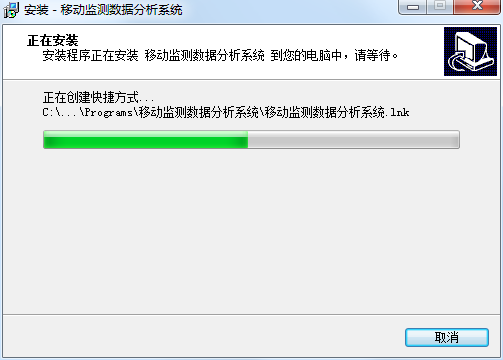 安装 - 移动监测数据分析系统
正在安装
安装程序正在安装 移动监测数据分析系统 到您的电脑中，请等待。
正在创建快捷方式...
C:\...\Programs\移动监测数据分析系统\移动监测数据分析系统.lnk
取消